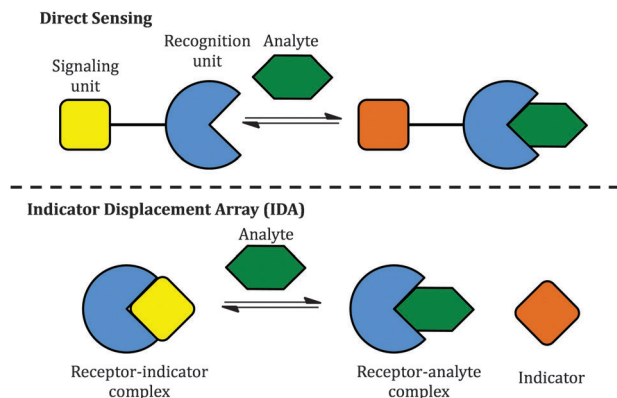 Direct Sensing
Signaling
unit
Recognition
unit
Analyte
Indicator Displacement Array (IDA)
Analyte
Receptor-indicator
complex
Receptor-analyte
complex
Indicator